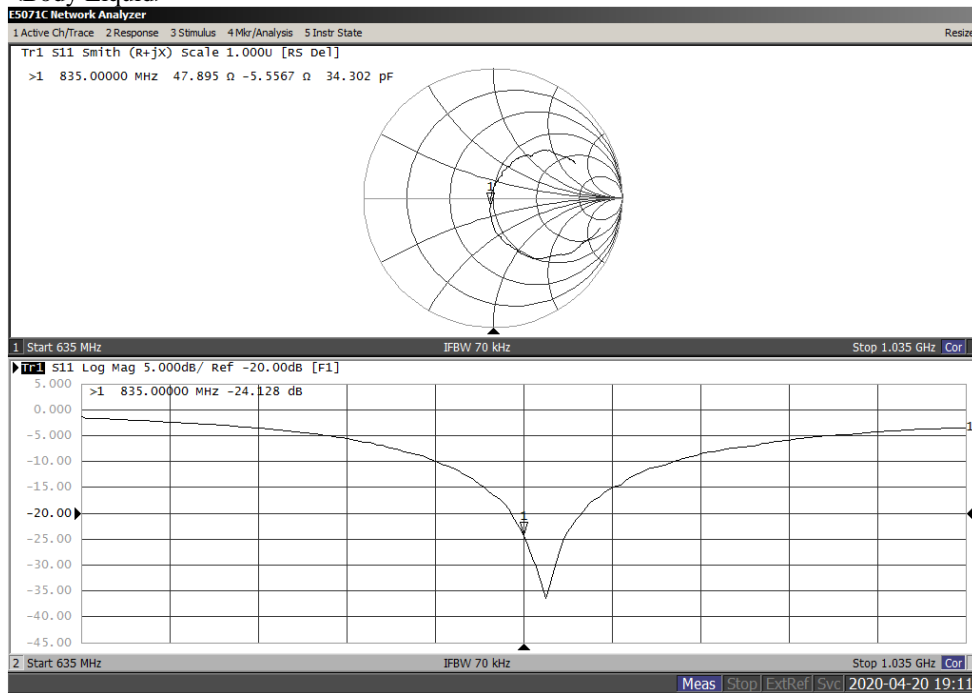 E5071C Network Analyzer
1 Active Ch/Trace 2 Response 3 Stimulus 4 Mkr/Analysis 5 Instr State Resize
Tr1 S11 Smith (R+jX) Scale 1.000U [RS Del]
>1 835.00000 MHz 47.895 Ω -5.5567 Ω 34.302 pF
1
1 Start 635 MHz IFBW 70 kHz Stop 1.035 GHz Cor
Tr1 S11 Log Mag 5.000dB/ Ref -20.00dB [F1]
5.000
>1 835.00000 MHz -24.128 dB
0.000
-5.000
1
-10.00
-15.00
-20.00
1
-25.00
-30.00
-35.00
-40.00
-45.00
2 Start 635 MHz IFBW 70 kHz Stop 1.035 GHz Cor
Meas Stop ExtRef Svc 2020-04-20 19:11